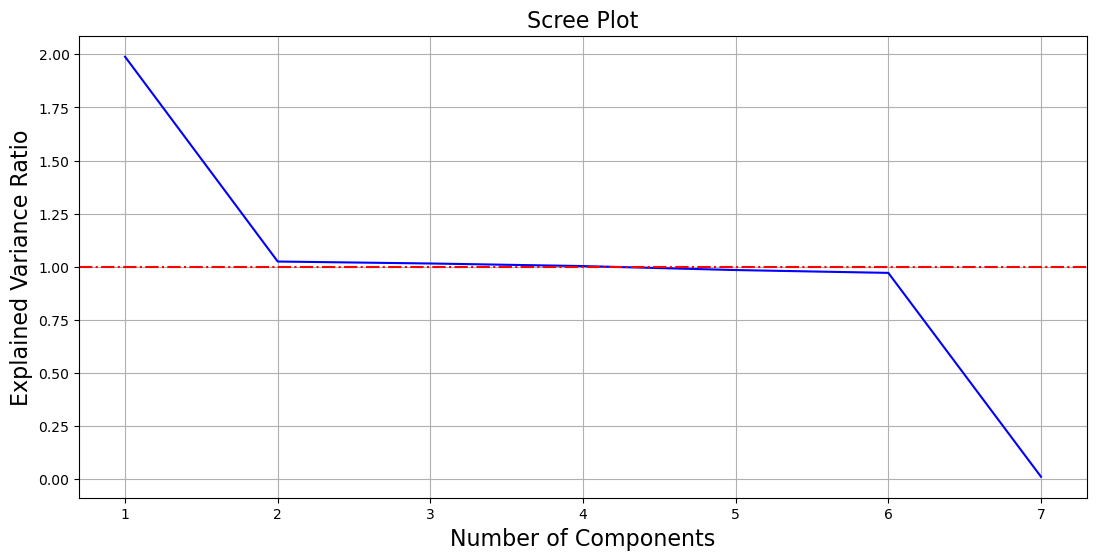 Scree Plot
Explained Variance Ratio
2.00
1.75
1.50
1.25
1.00
0.75
0.50
0.25
0.00
1 2 3 4 5 6 7
Number of Components